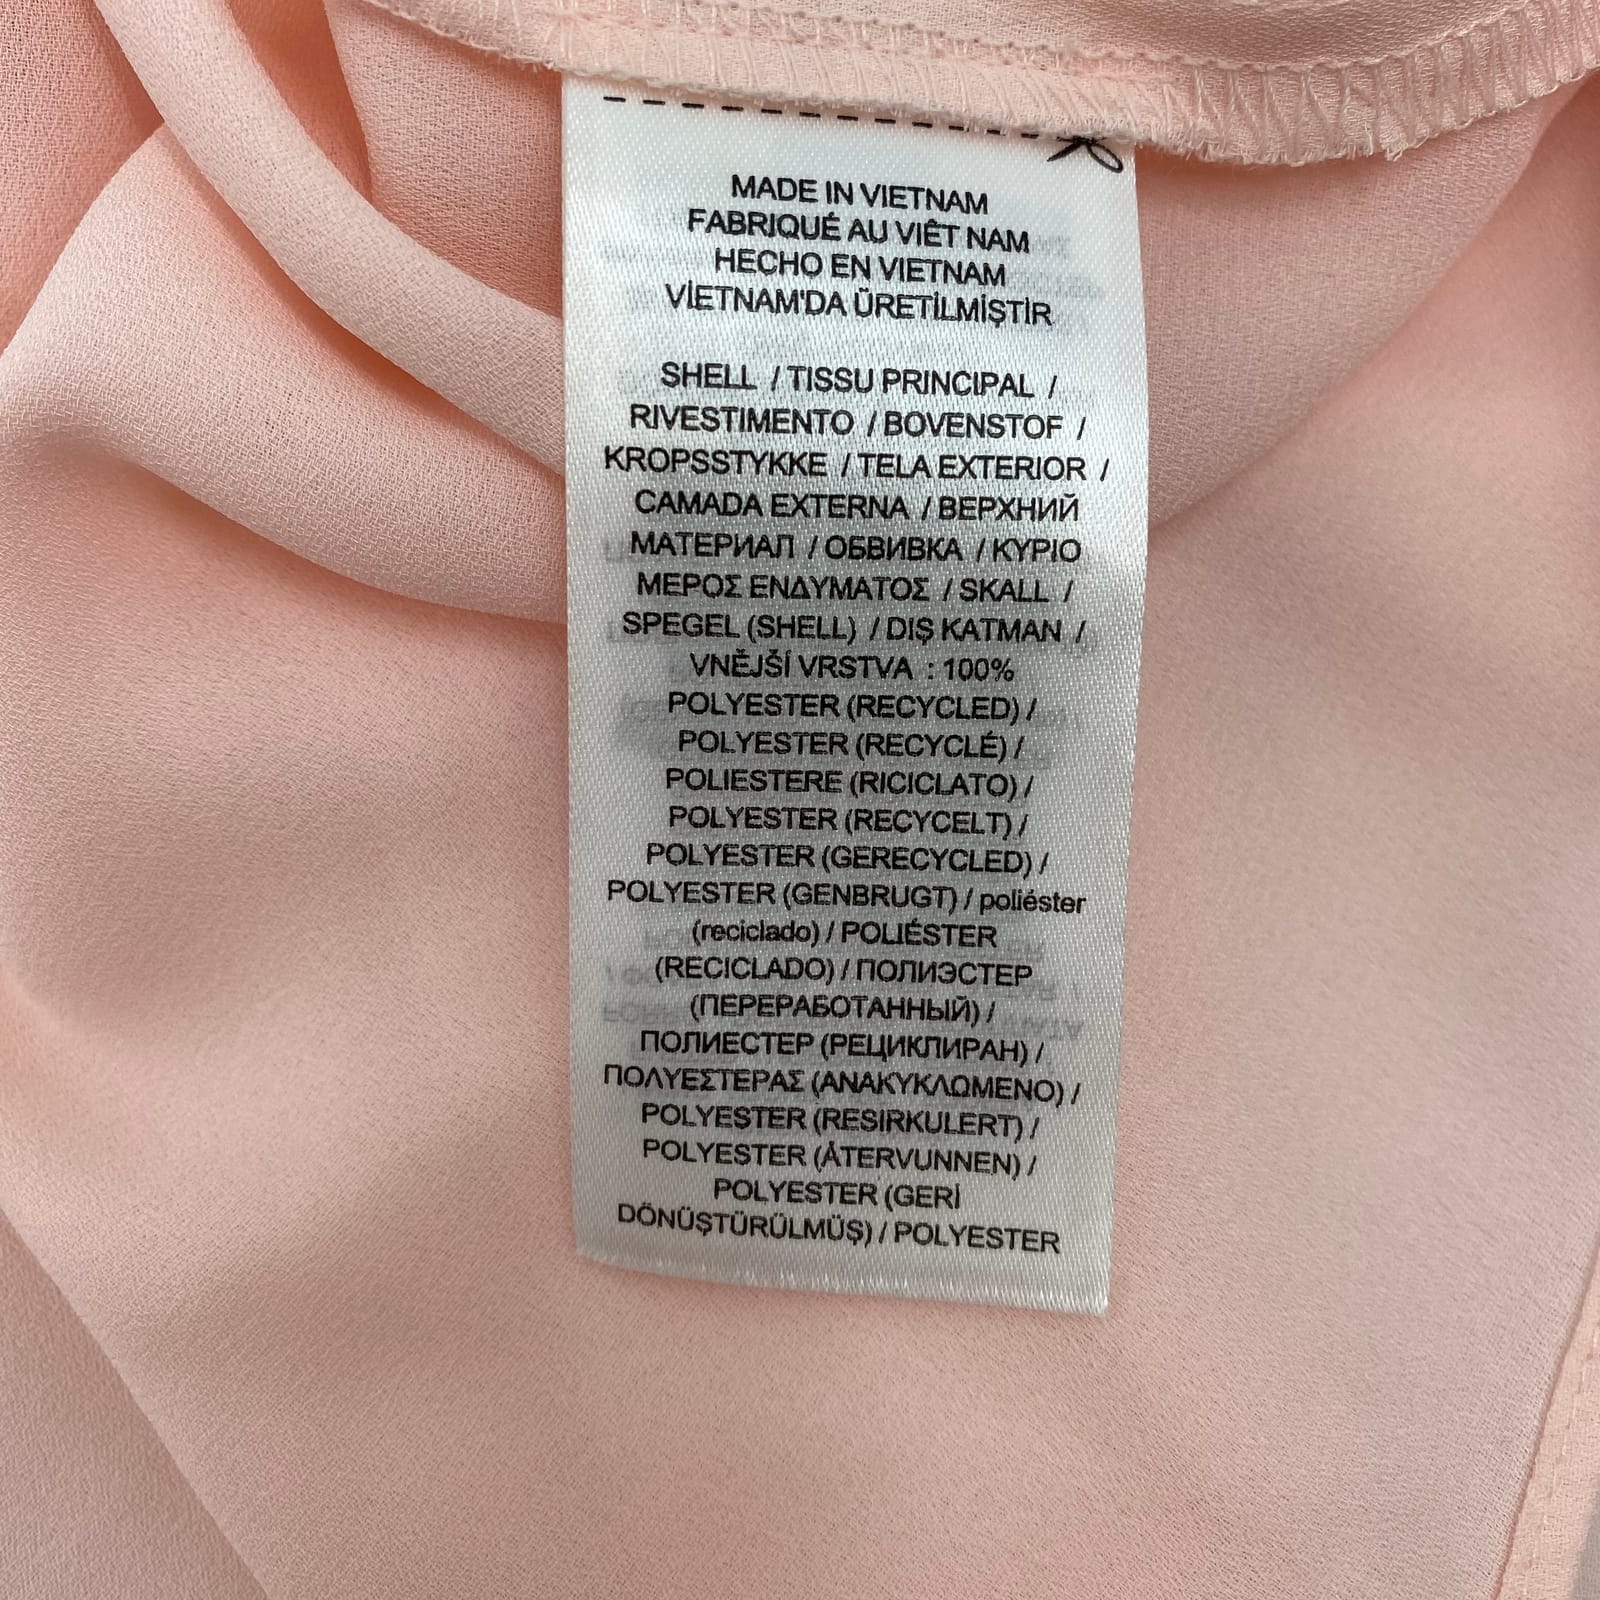 MADE IN VIETNAM
FABRIQUÉ AU VIÊT NAM
HECHO EN VIETNAM
VİETNAM'DA ÜRETİLMİŞTİR
SHELL / TISSU PRINCIPAL /
RIVESTIMENTO / BOVENSTOF /
KROPSSTYKKE / TELA EXTERIOR /
CAMADA EXTERNA / ВЕРХНИЙ
МАТЕРИАЛ / ОБВИВКА / ΚΥΡΙΟ
ΜΕΡΟΣ ΕΝΔΥΜΑΤΟΣ / SKALL /
SPEGEL (SHELL) / DIŞ KATMAN /
VNĚJŠÍ VRSTVA : 100%
POLYESTER (RECYCLED) /
POLYESTER (RECYCLÉ) /
POLIESTERE (RICICLATO) /
POLYESTER (RECYCELT) /
POLYESTER (GERECYCLED) /
POLYESTER (GENBRUGT) / poliéster
(reciclado) / POLIÉSTER
(RECICLADO) / ПОЛИЭСТЕР
(ПЕРЕРАБОТАННЫЙ) /
ПОЛИЕСТЕР (РЕЦИКЛИРАН) /
ΠΟΛΥΕΣΤΕΡΑΣ (ΑΝΑΚΥΚΛΩΜΕΝΟ) /
POLYESTER (RESIRKULERT) /
POLYESTER (ÅTERVUNNEN) /
POLYESTER (GERİ
DÖNÜŞTÜRÜLMÜŞ) / POLYESTER